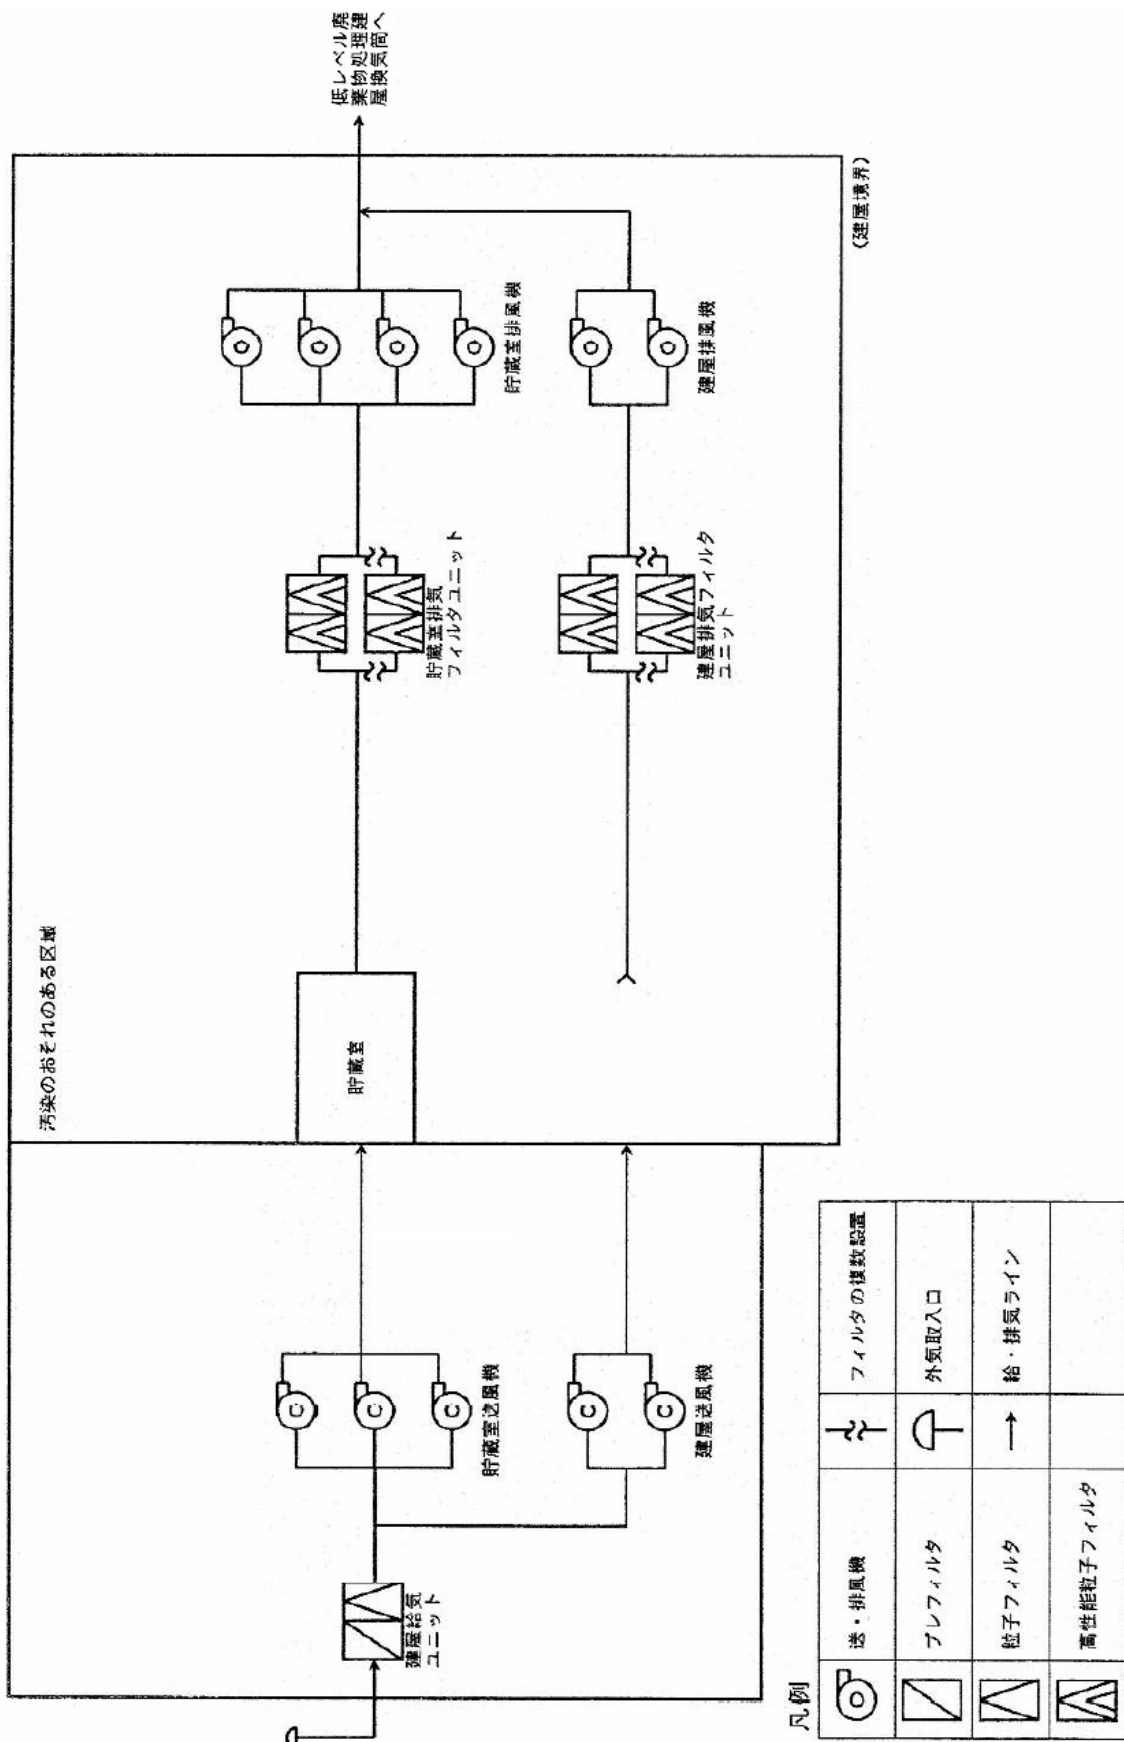 汚染のおそれのある区域
低レベル廃
棄物処理建
屋換気筒へ
貯蔵室排風機
貯蔵室排気
フィルタユニット
貯蔵室
貯蔵室送風機
建屋給気
ユニット
建屋排風機
建屋排気フィルタ
ユニット
建屋送風機
(建屋境界)
凡例
送・排風機
フィルタの複数設置
プレフィルタ
外気取入口
粒子フィルタ
給・排気ライン
高性能粒子フィルタ